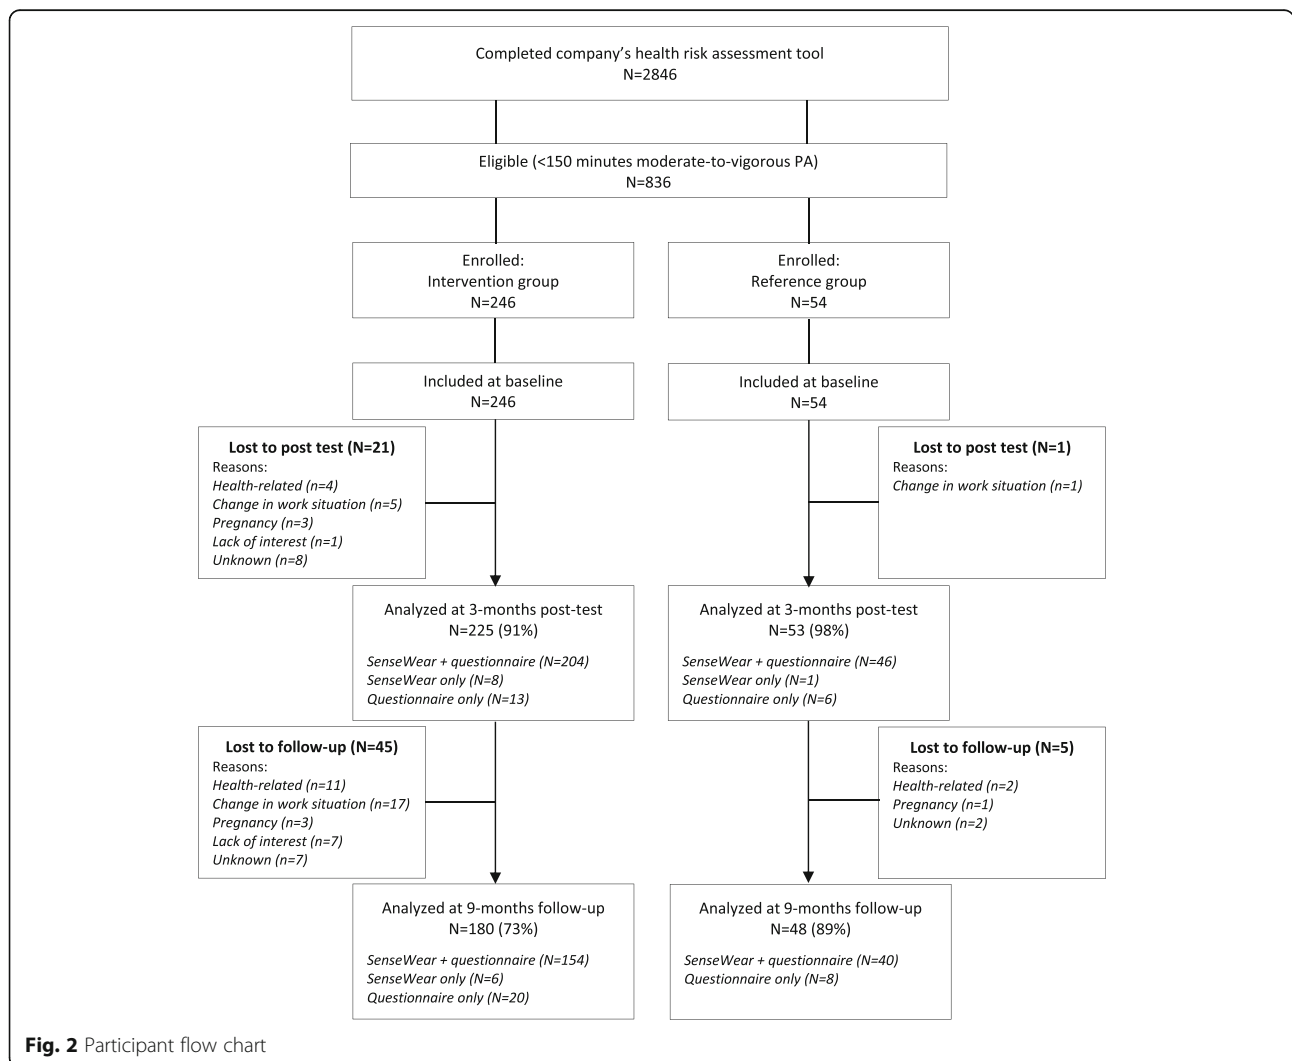 Completed company's health risk assessment tool
N=2846
Eligible (<150 minutes moderate-to-vigorous PA)
N=836
Enrolled:
Intervention group
N=246
Enrolled:
Reference group
N=54
Included at baseline
N=246
Included at baseline
N=54
Lost to post test (N=21)
Reasons:
Health-related (n=4)
Change in work situation (n=5)
Pregnancy (n=3)
Lack of interest (n=1)
Unknown (n=8)
Lost to post test (N=1)
Reasons:
Change in work situation (n=1)
Analyzed at 3-months post-test
N=225 (91%)
SenseWear + questionnaire (N=204)
SenseWear only (N=8)
Questionnaire only (N=13)
Analyzed at 3-months post-test
N=53 (98%)
SenseWear + questionnaire (N=46)
SenseWear only (N=1)
Questionnaire only (N=6)
Lost to follow-up (N=45)
Reasons:
Health-related (n=11)
Change in work situation (n=17)
Pregnancy (n=3)
Lack of interest (n=7)
Unknown (n=7)
Lost to follow-up (N=5)
Reasons:
Health-related (n=2)
Pregnancy (n=1)
Unknown (n=2)
Analyzed at 9-months follow-up
N=180 (73%)
SenseWear + questionnaire (N=154)
SenseWear only (N=6)
Questionnaire only (N=20)
Analyzed at 9-months follow-up
N=48 (89%)
SenseWear + questionnaire (N=40)
Questionnaire only (N=8)
Fig. 2 Participant flow chart